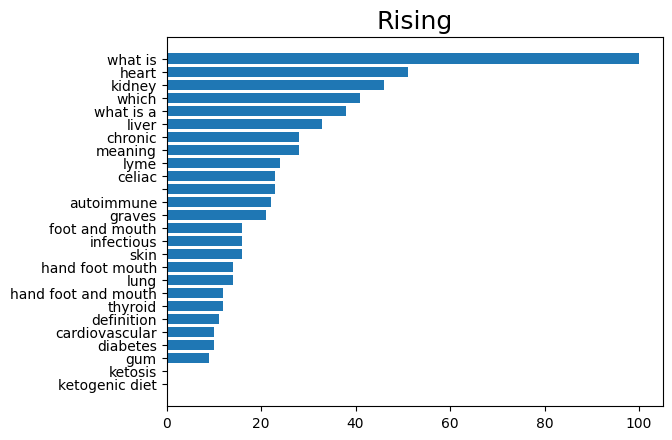 Rising
what is
heart
kidney
which
what is a
liver
chronic
meaning
lyme
celiac
autoimmune
graves
foot and mouth
infectious
skin
hand foot mouth
lung
hand foot and mouth
thyroid
definition
cardiovascular
diabetes
gum
ketosis
ketogenic diet
0 20 40 60 80 100